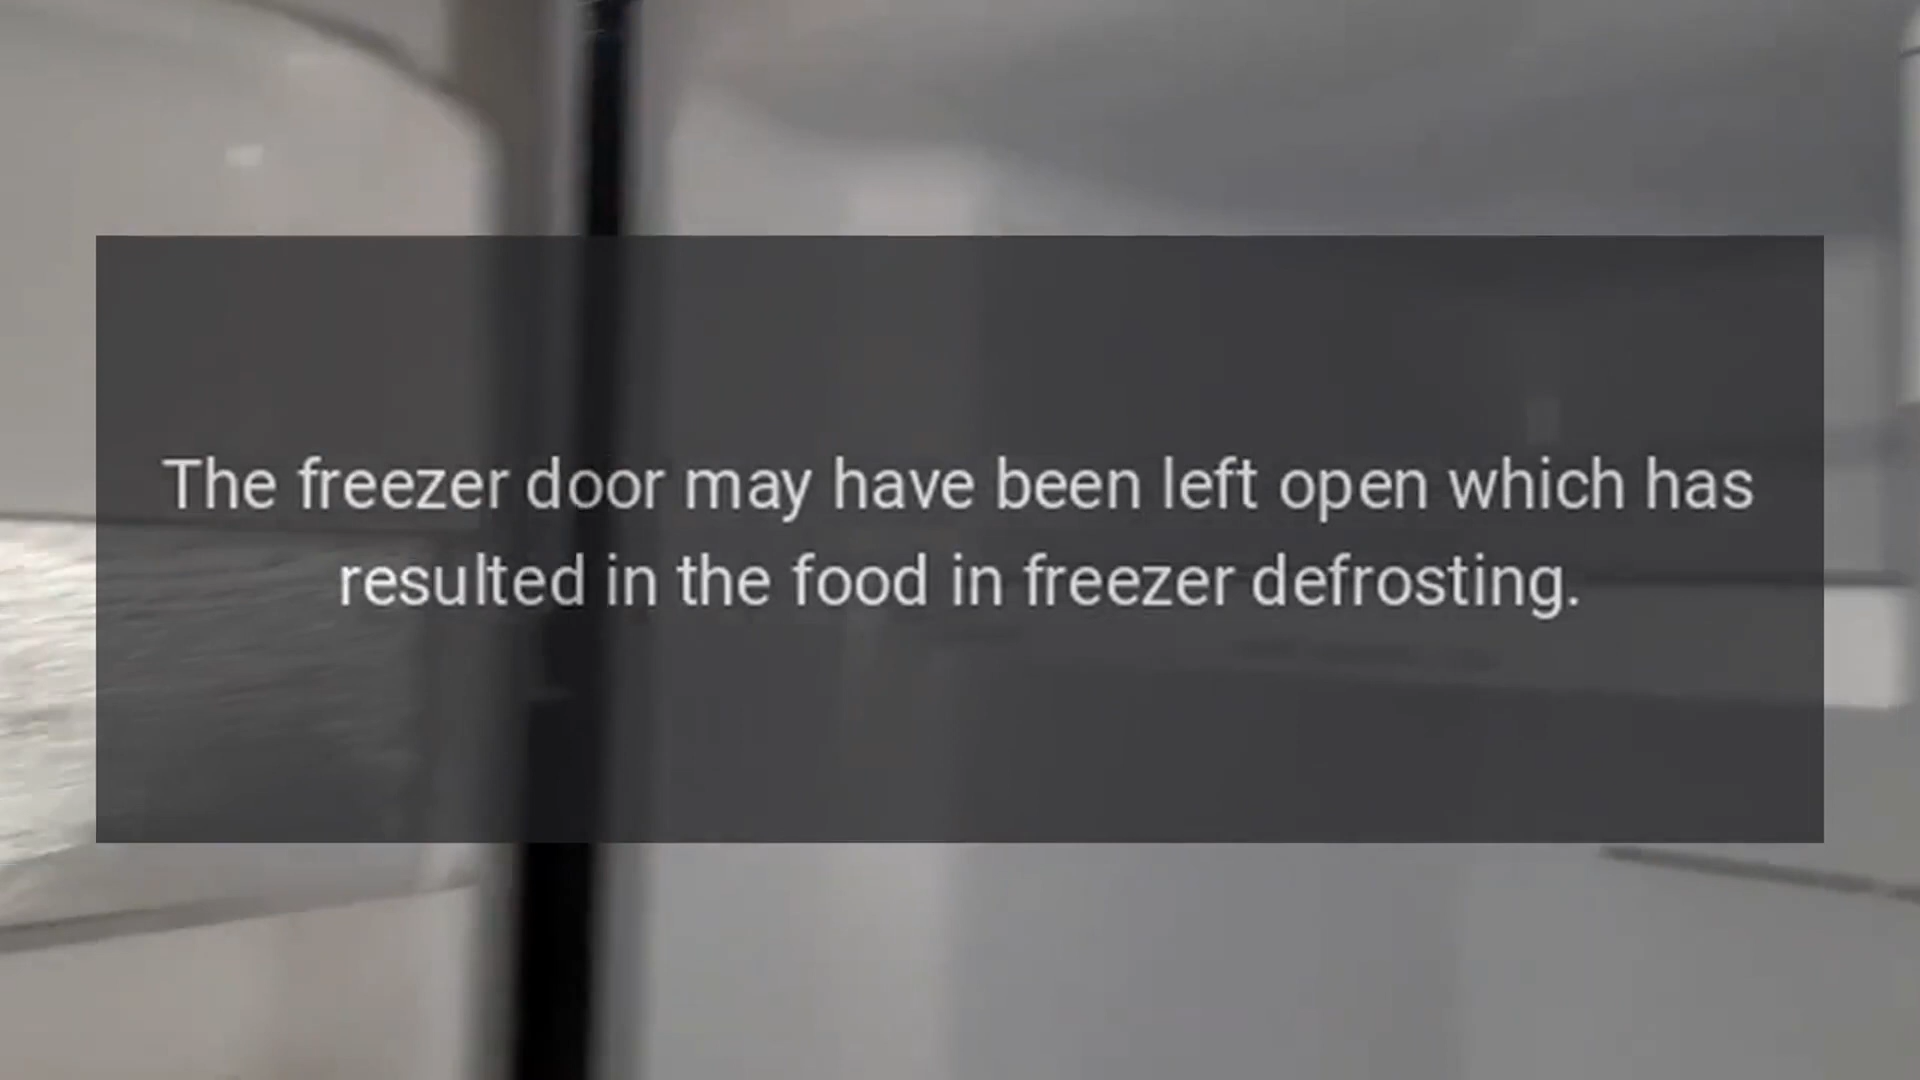 The freezer door may have been left open which has
resulted in the food in freezer defrosting.